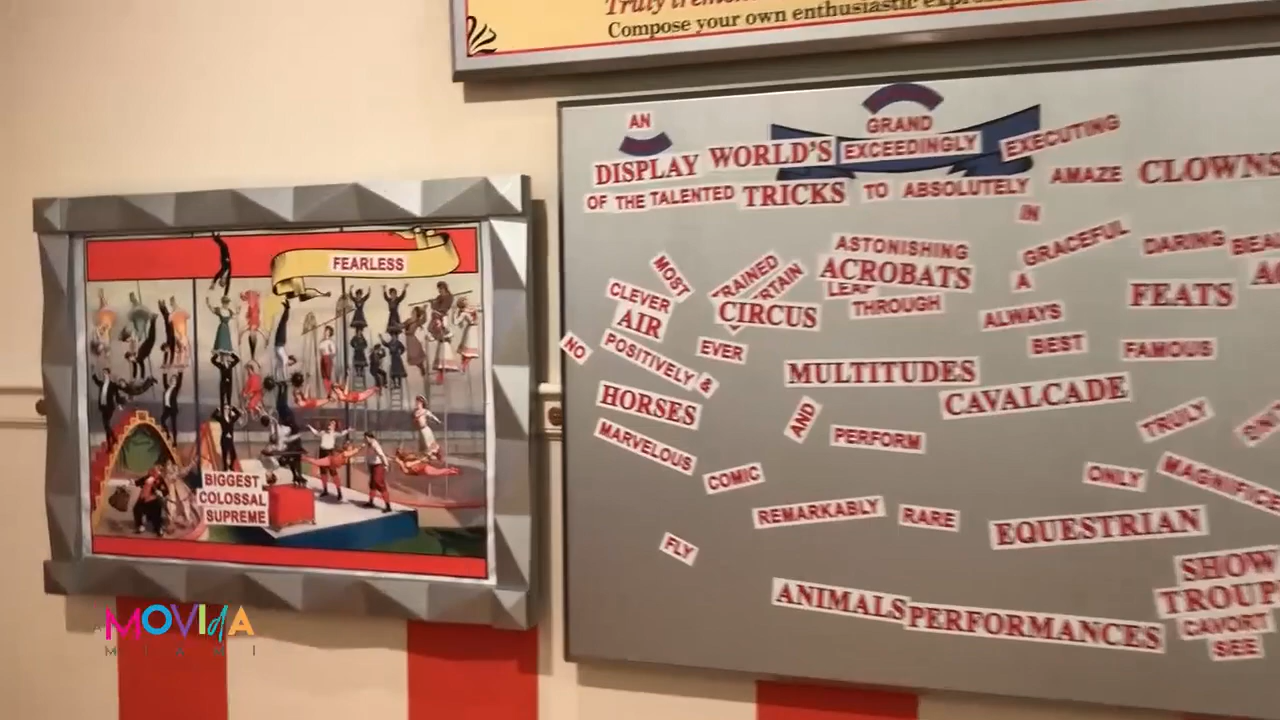 Truly
Compose your own enthusiastic
AN
GRAND
DISPLAY WORLD'S EXCEEDINGLY EXECUTING
OF THE TALENTED TRICKS TO ABSOLUTELY AMAZE CLOWNS
IN
ASTONISHING GRACEFUL DARING
MOST TRAINED ACROBATS A
CLEVER CIRCUS THROUGH ALWAYS FEATS
AIR
NO POSITIVELY & EVER BEST FAMOUS
MULTITUDES
HORSES CAVALCADE
AND TRULY
MARVELOUS PERFORM
COMIC ONLY
REMARKABLY RARE
FLY EQUESTRIAN
SHOW
ANIMALS PERFORMANCES
CAVORT
SEE
FEARLESS
BIGGEST
COLOSSAL
SUPREME
MOVIdA
MIAMI